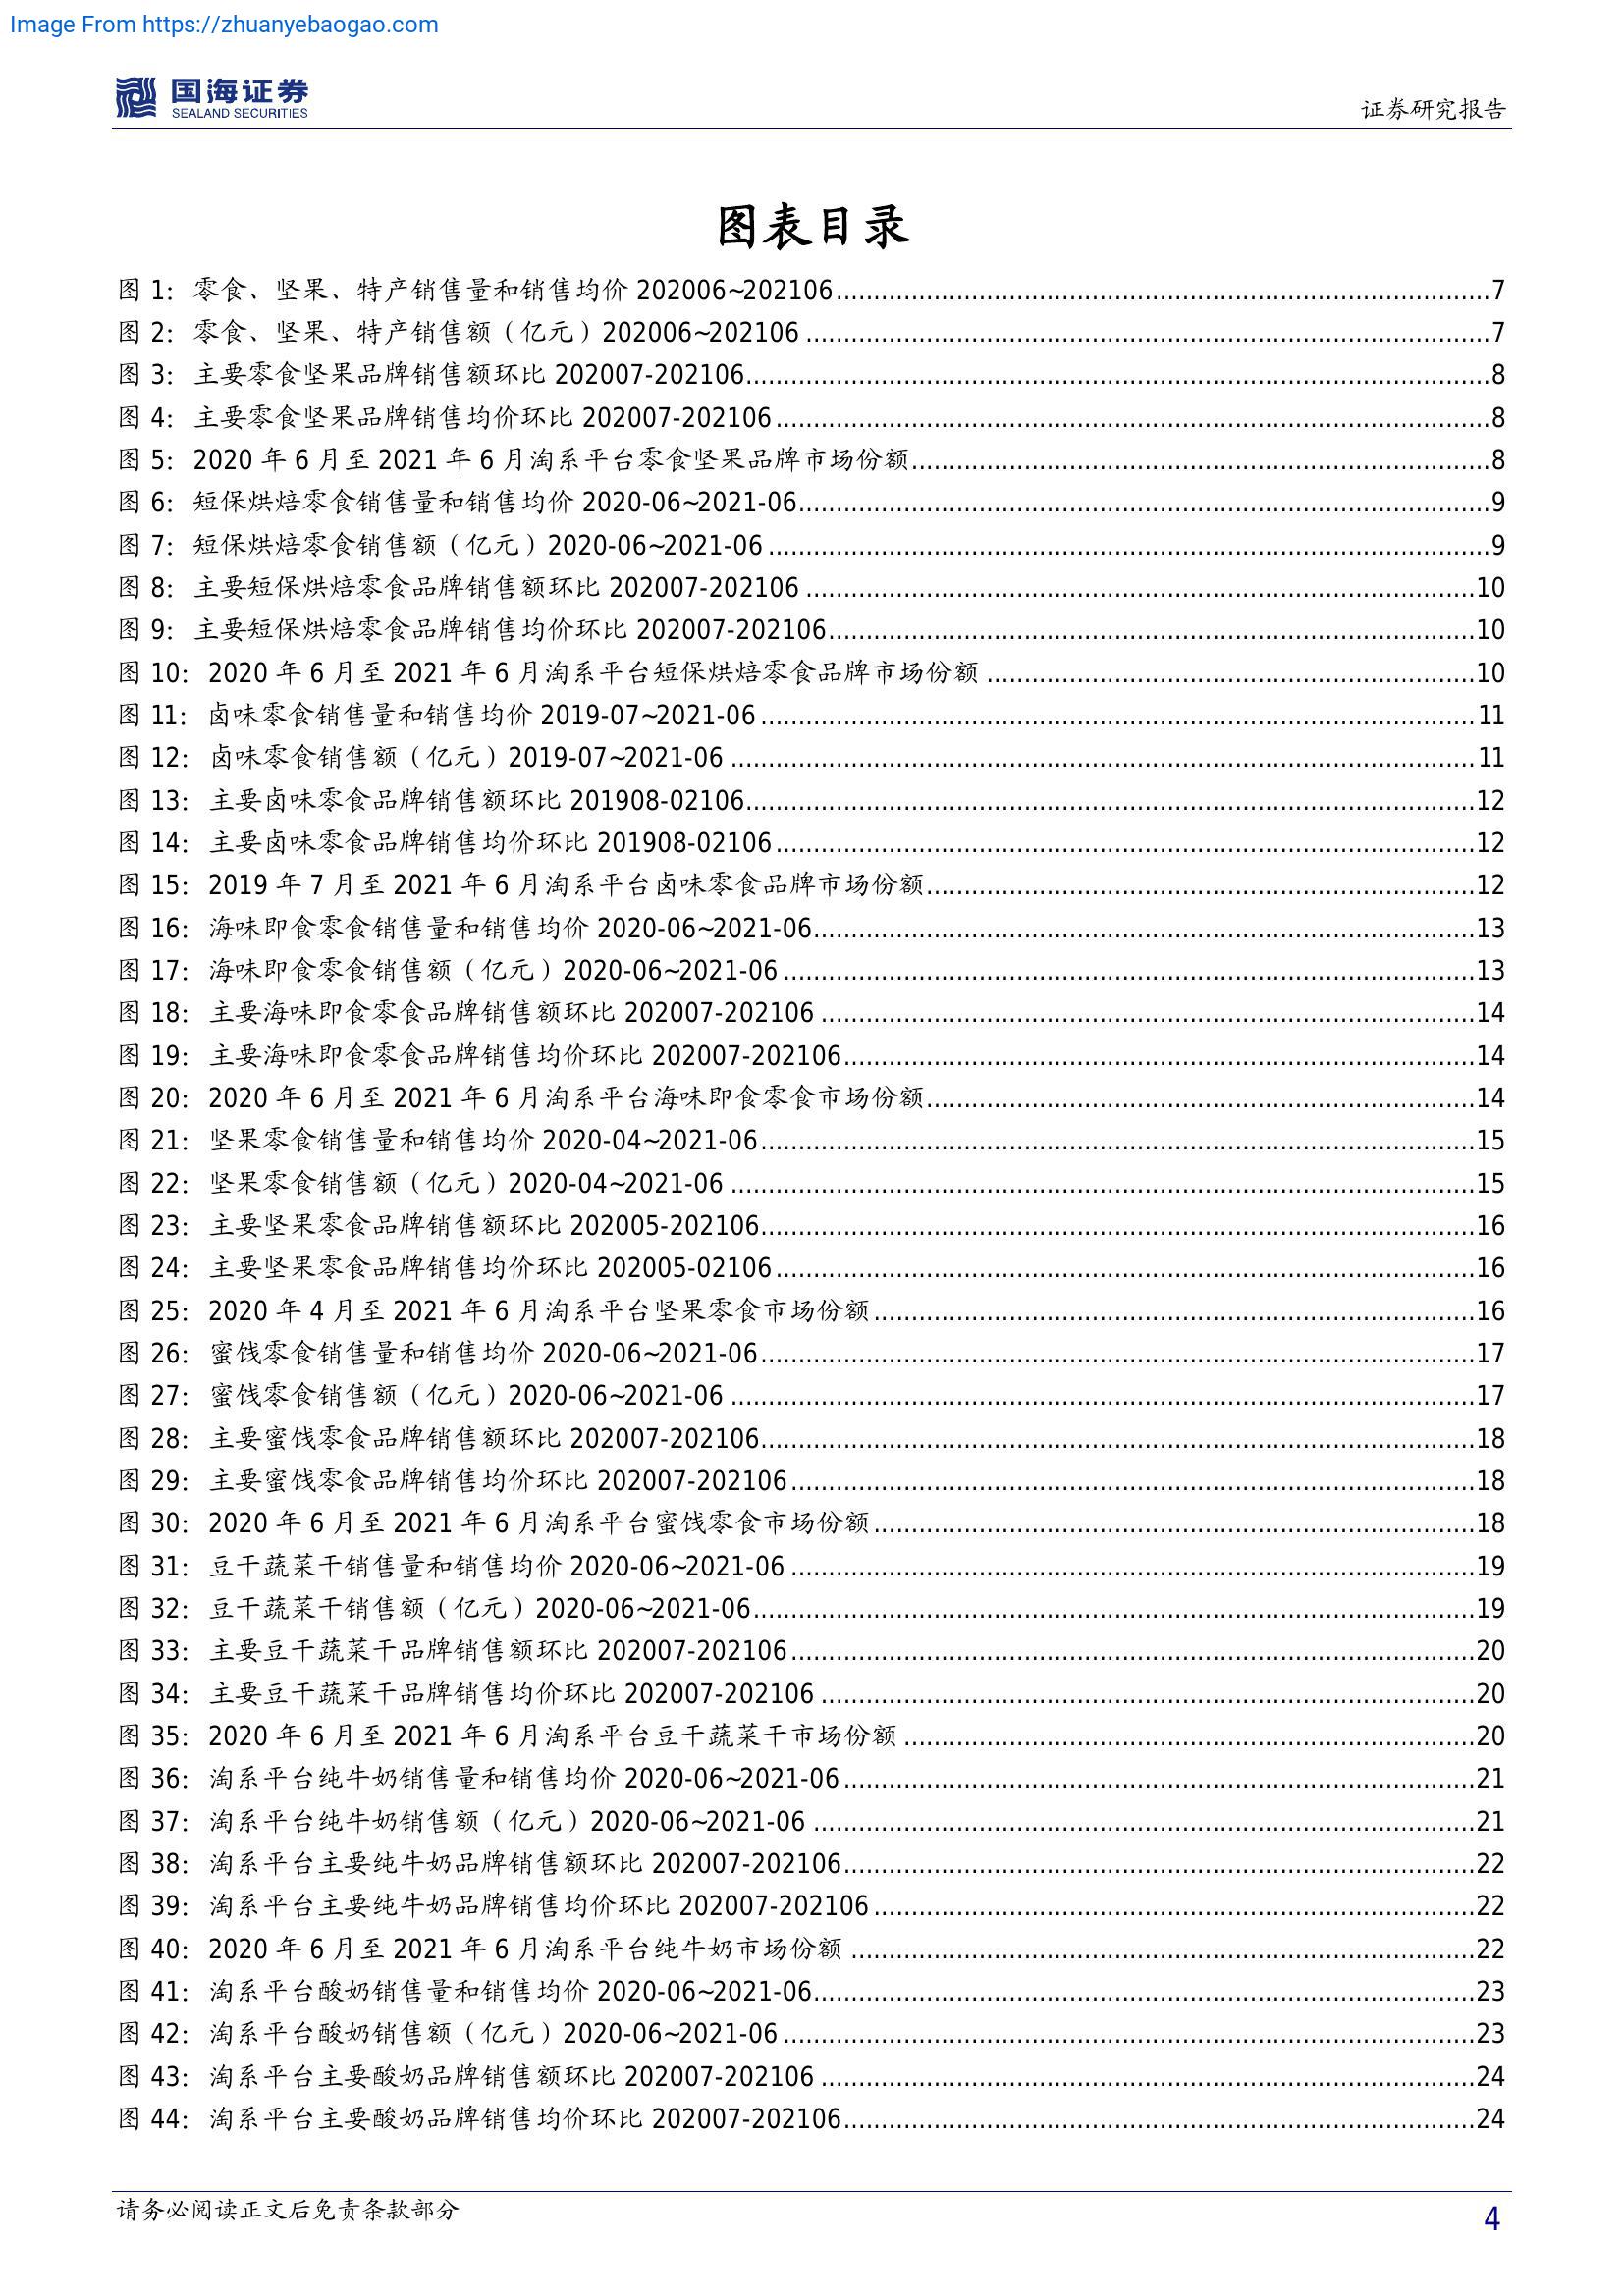 Image From https://zhuanyebaogao.com
国海证券
SEALAND SECURITIES
证券研究报告
图表目录
图 1：零食、坚果、特产销售量和销售均价 202006~202106........7
图 2：零食、坚果、特产销售额（亿元）202006~202106........7
图 3：主要零食坚果品牌销售额环比 202007-202106........8
图 4：主要零食坚果品牌销售均价环比 202007-202106........8
图 5：2020 年 6 月至 2021 年 6 月淘系平台零食坚果品牌市场份额........8
图 6：短保烘焙零食销售量和销售均价 2020-06~2021-06........9
图 7：短保烘焙零食销售额（亿元）2020-06~2021-06........9
图 8：主要短保烘焙零食品牌销售额环比 202007-202106........10
图 9：主要短保烘焙零食品牌销售均价环比 202007-202106........10
图 10：2020 年 6 月至 2021 年 6 月淘系平台短保烘焙零食品牌市场份额........10
图 11：卤味零食销售量和销售均价 2019-07~2021-06........11
图 12：卤味零食销售额（亿元）2019-07~2021-06........11
图 13：主要卤味零食品牌销售额环比 201908-02106........12
图 14：主要卤味零食品牌销售均价环比 201908-02106........12
图 15：2019 年 7 月至 2021 年 6 月淘系平台卤味零食品牌市场份额........12
图 16：海味即食零食销售量和销售均价 2020-06~2021-06........13
图 17：海味即食零食销售额（亿元）2020-06~2021-06........13
图 18：主要海味即食零食品牌销售额环比 202007-202106........14
图 19：主要海味即食零食品牌销售均价环比 202007-202106........14
图 20：2020 年 6 月至 2021 年 6 月淘系平台海味即食零食市场份额........14
图 21：坚果零食销售量和销售均价 2020-04~2021-06........15
图 22：坚果零食销售额（亿元）2020-04~2021-06........15
图 23：主要坚果零食品牌销售额环比 202005-202106........16
图 24：主要坚果零食品牌销售均价环比 202005-02106........16
图 25：2020 年 4 月至 2021 年 6 月淘系平台坚果零食市场份额........16
图 26：蜜饯零食销售量和销售均价 2020-06~2021-06........17
图 27：蜜饯零食销售额（亿元）2020-06~2021-06........17
图 28：主要蜜饯零食品牌销售额环比 202007-202106........18
图 29：主要蜜饯零食品牌销售均价环比 202007-202106........18
图 30：2020 年 6 月至 2021 年 6 月淘系平台蜜饯零食市场份额........18
图 31：豆干蔬菜干销售量和销售均价 2020-06~2021-06........19
图 32：豆干蔬菜干销售额（亿元）2020-06~2021-06........19
图 33：主要豆干蔬菜干品牌销售额环比 202007-202106........20
图 34：主要豆干蔬菜干品牌销售均价环比 202007-202106........20
图 35：2020 年 6 月至 2021 年 6 月淘系平台豆干蔬菜干市场份额........20
图 36：淘系平台纯牛奶销售量和销售均价 2020-06~2021-06........21
图 37：淘系平台纯牛奶销售额（亿元）2020-06~2021-06........21
图 38：淘系平台主要纯牛奶品牌销售额环比 202007-202106........22
图 39：淘系平台主要纯牛奶品牌销售均价环比 202007-202106........22
图 40：2020 年 6 月至 2021 年 6 月淘系平台纯牛奶市场份额........22
图 41：淘系平台酸奶销售量和销售均价 2020-06~2021-06........23
图 42：淘系平台酸奶销售额（亿元）2020-06~2021-06........23
图 43：淘系平台主要酸奶品牌销售额环比 202007-202106........24
图 44：淘系平台主要酸奶品牌销售均价环比 202007-202106........24
请务必阅读正文后免责条款部分
4